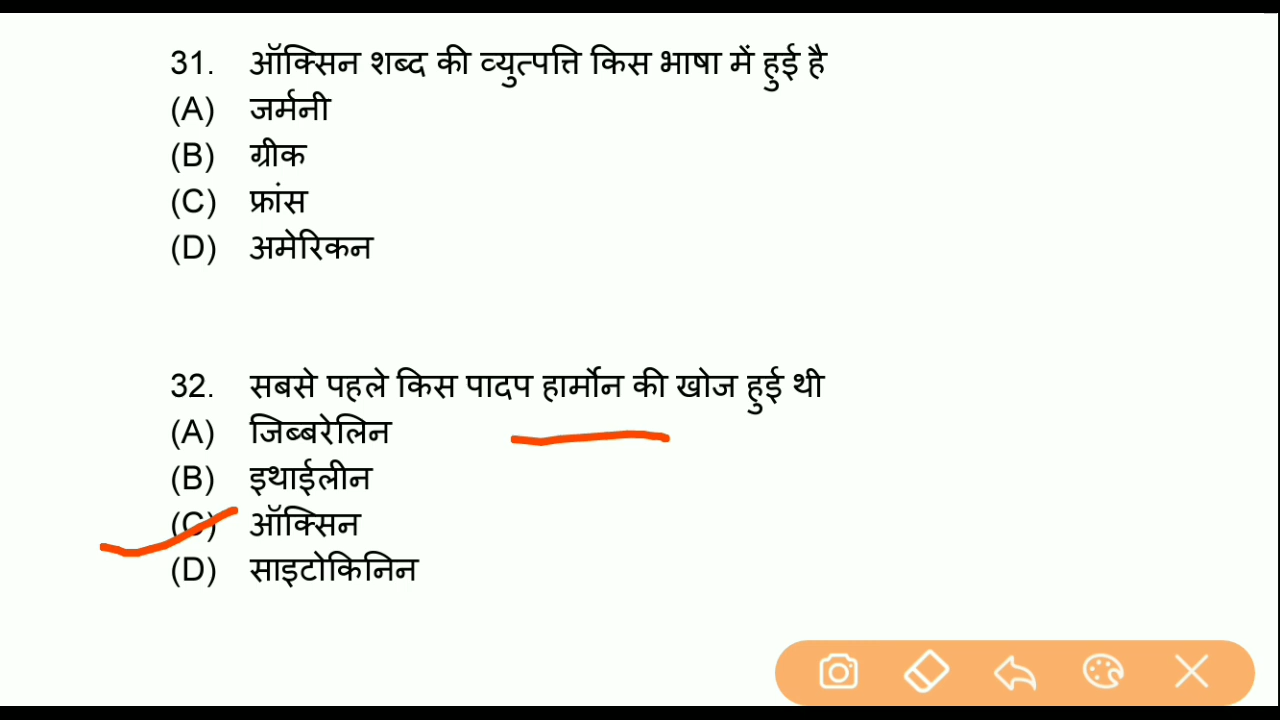 31. ऑक्सिन शब्द की व्युत्पत्ति किस भाषा में हुई है
(A) जर्मनी
(B) ग्रीक
(C) फ्रांस
(D) अमेरिकन
32. सबसे पहले किस पादप हार्मोन की खोज हुई थी
(A) जिब्बरेलिन
(B) इथाईलीन
(C) ऑक्सिन
(D) साइटोकिनिन